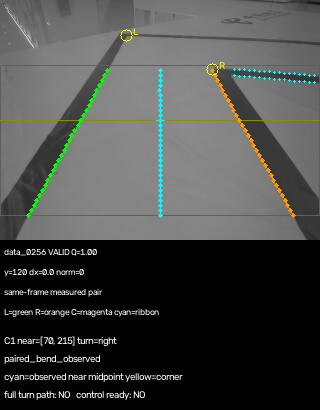 L
R
data_0256 VALID Q=1.00
y=120 dx=0.0 norm=0
same-frame measured pair
L=green R=orange C=magenta cyan=ribbon
C1 near=[70, 215] turn=right
paired_bend_observed
cyan=observed near midpoint yellow=corner
full turn path: NO control ready: NO